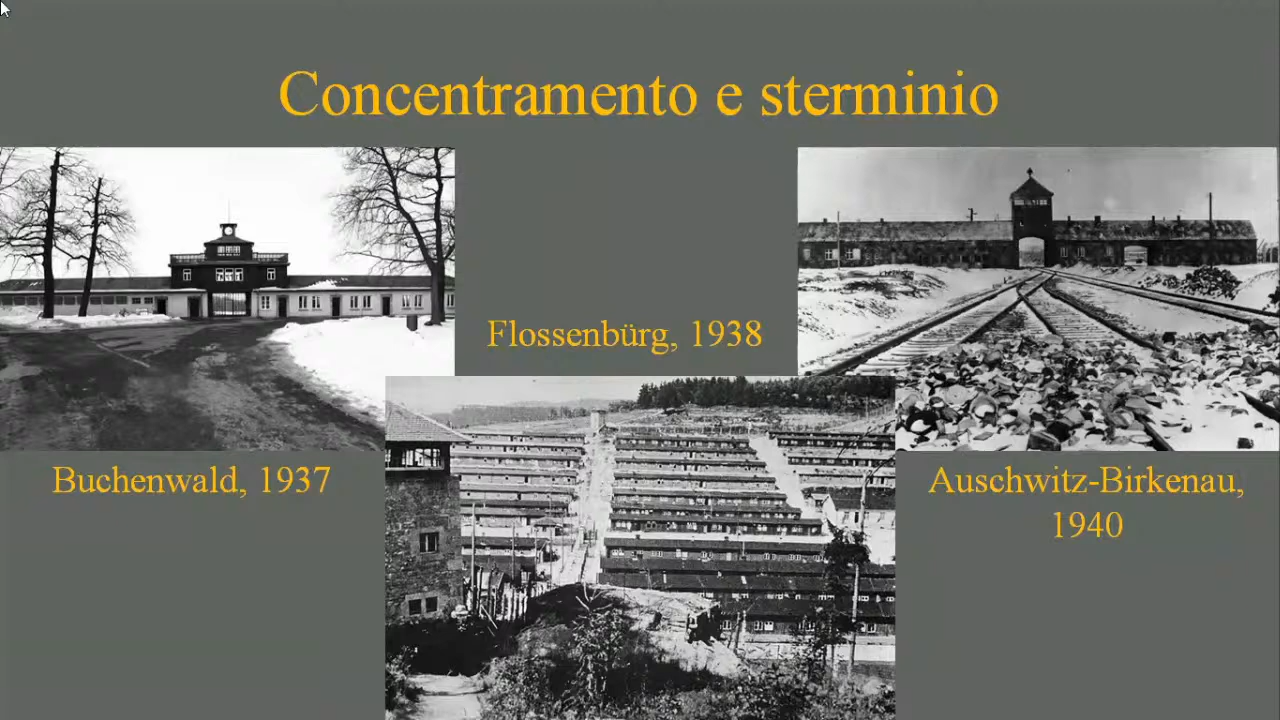 Concentramento e sterminio
Flossenbürg, 1938
Buchenwald, 1937
Auschwitz-Birkenau,
1940